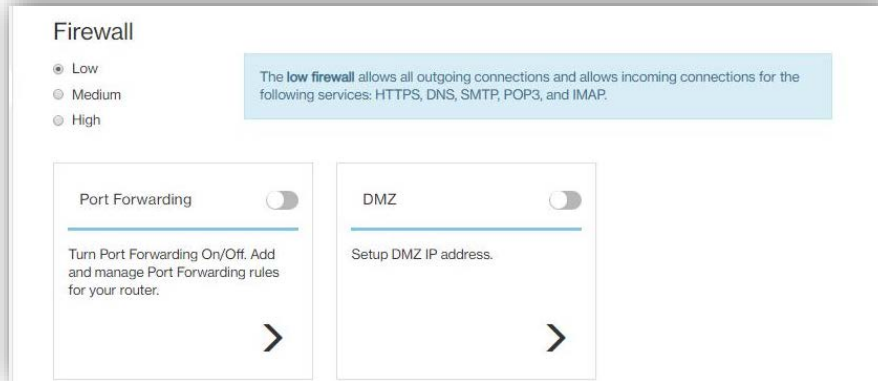 Firewall
Low
Medium
High
The low firewall allows all outgoing connections and allows incoming connections for the
following services: HTTPS, DNS, SMTP, POP3, and IMAP.
Port Forwarding
Turn Port Forwarding On/Off. Add
and manage Port Forwarding rules
for your router.
DMZ
Setup DMZ IP address.